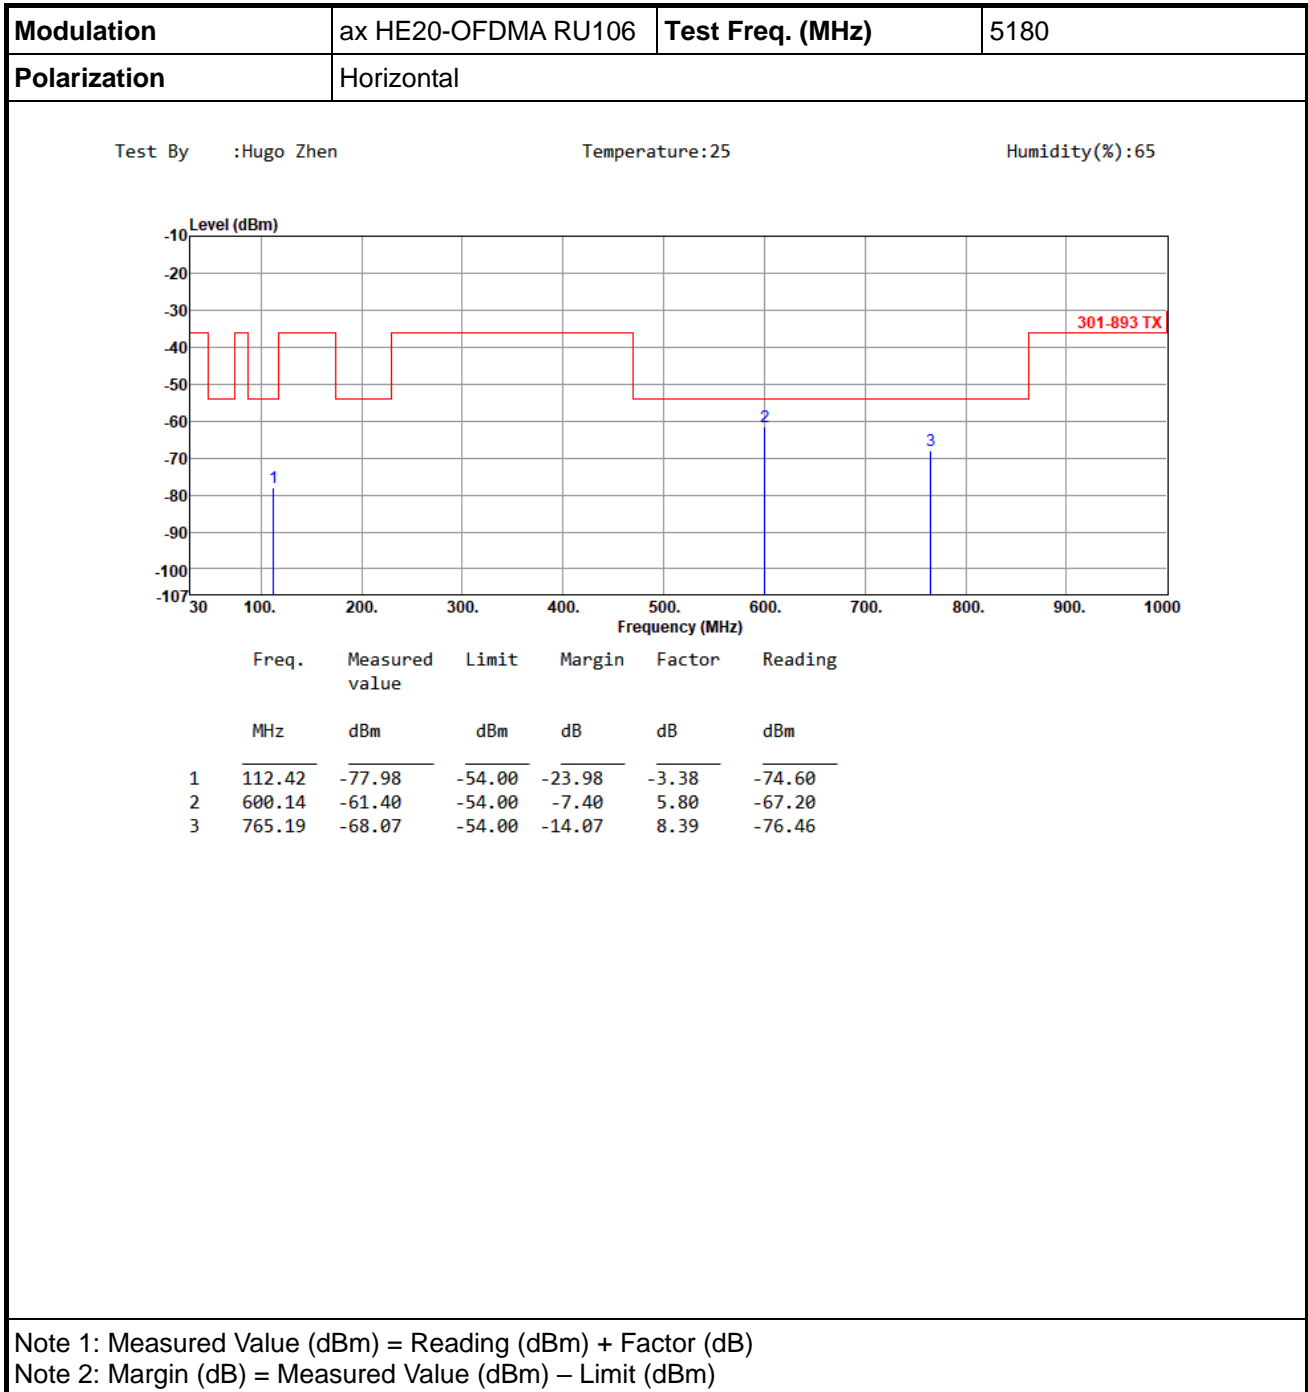 Modulation ax HE20-OFDMA RU106 Test Freq. (MHz) 5180
Polarization Horizontal
Test By :Hugo Zhen Temperature:25 Humidity(%):65
Level (dBm)
-10
-20
-30
301-893 TX
-40
-50
-60
2
3
-70
1
-80
-90
-100
-107
30 100. 200. 300. 400. 500. 600. 700. 800. 900. 1000
Frequency (MHz)
Freq. Measured Limit Margin Factor Reading
value
MHz dBm dBm dB dB dBm
1 112.42 -77.98 -54.00 -23.98 -3.38 -74.60
2 600.14 -61.40 -54.00 -7.40 5.80 -67.20
3 765.19 -68.07 -54.00 -14.07 8.39 -76.46
Note 1: Measured Value (dBm) = Reading (dBm) + Factor (dB)
Note 2: Margin (dB) = Measured Value (dBm) – Limit (dBm)